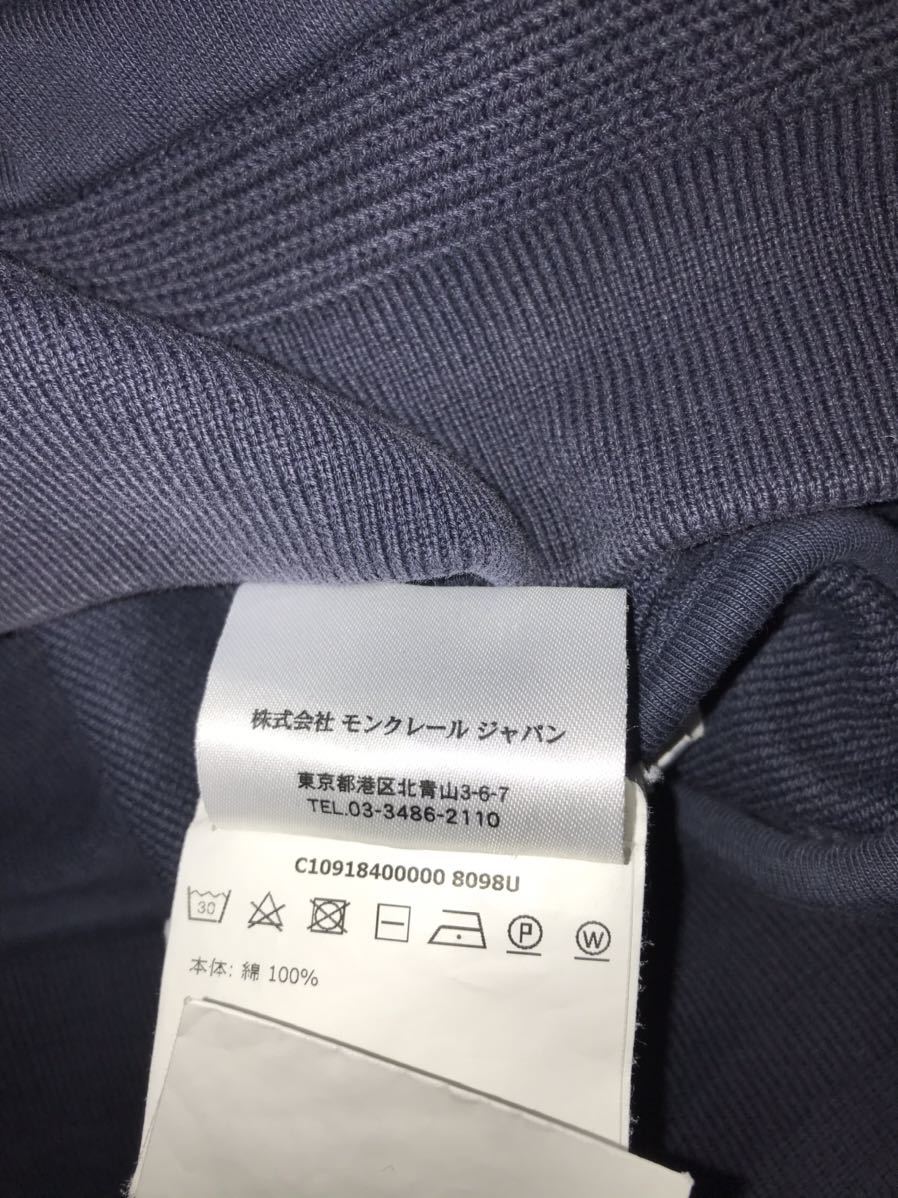 株式会社 モンクレール ジャパン
東京都港区北青山3-6-7
TEL.03-3486-2110
C10918400000 8098U
30
P
W
本体: 綿 100%